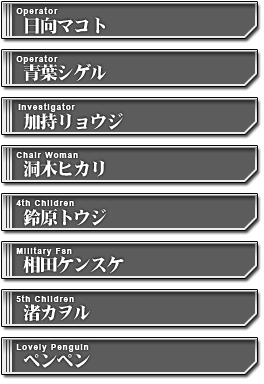 Operator
日向マコト
Operator
青葉シゲル
Investigator
加持リョウジ
Chair Woman
洞木ヒカリ
4th Children
鈴原トウジ
Military Fan
相田ケンスケ
5th Children
渚カヲル
Lovely Penguin
ペンペン